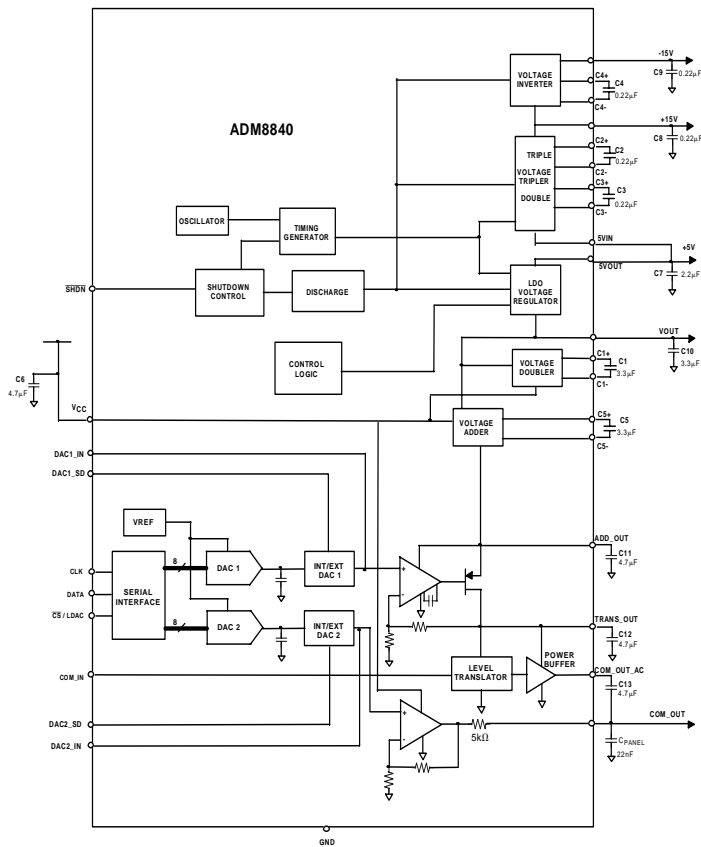 -15V
VOLTAGE
INVERTER
C4+
C4
0.22µF
C4-
C9
0.22µF
ADM8840
+15V
C8
0.22µF
TRIPLE
VOLTAGE
TRIPLER
DOUBLE
C2+
C2
0.22µF
C2-
C3+
C3
0.22µF
C3-
OSCILLATOR
TIMING
GENERATOR
5VIN
+5V
5VOUT
C7
2.2µF
SHDN
SHUTDOWN
CONTROL
DISCHARGE
LDO
VOLTAGE
REGULATOR
VOUT
C10
3.3µF
CONTROL
LOGIC
VOLTAGE
DOUBLER
C1+
C1
3.3µF
C1-
C6
4.7µF
VCC
VOLTAGE
ADDER
C5+
C5
3.3µF
C5-
DAC1_IN
DAC1_SD
VREF
ADD_OUT
C11
4.7µF
CLK
DATA
CS / LDAC
SERIAL
INTERFACE
8
DAC 1
INT/EXT
DAC 1
+
-
8
DAC 2
INT/EXT
DAC 2
TRANS_OUT
C12
4.7µF
COM_IN
LEVEL
TRANSLATOR
POWER
BUFFER
COM_OUT_AC
C13
4.7µF
DAC2_SD
DAC2_IN
+
-
5kΩ
COM_OUT
CPANEL
22nF
GND